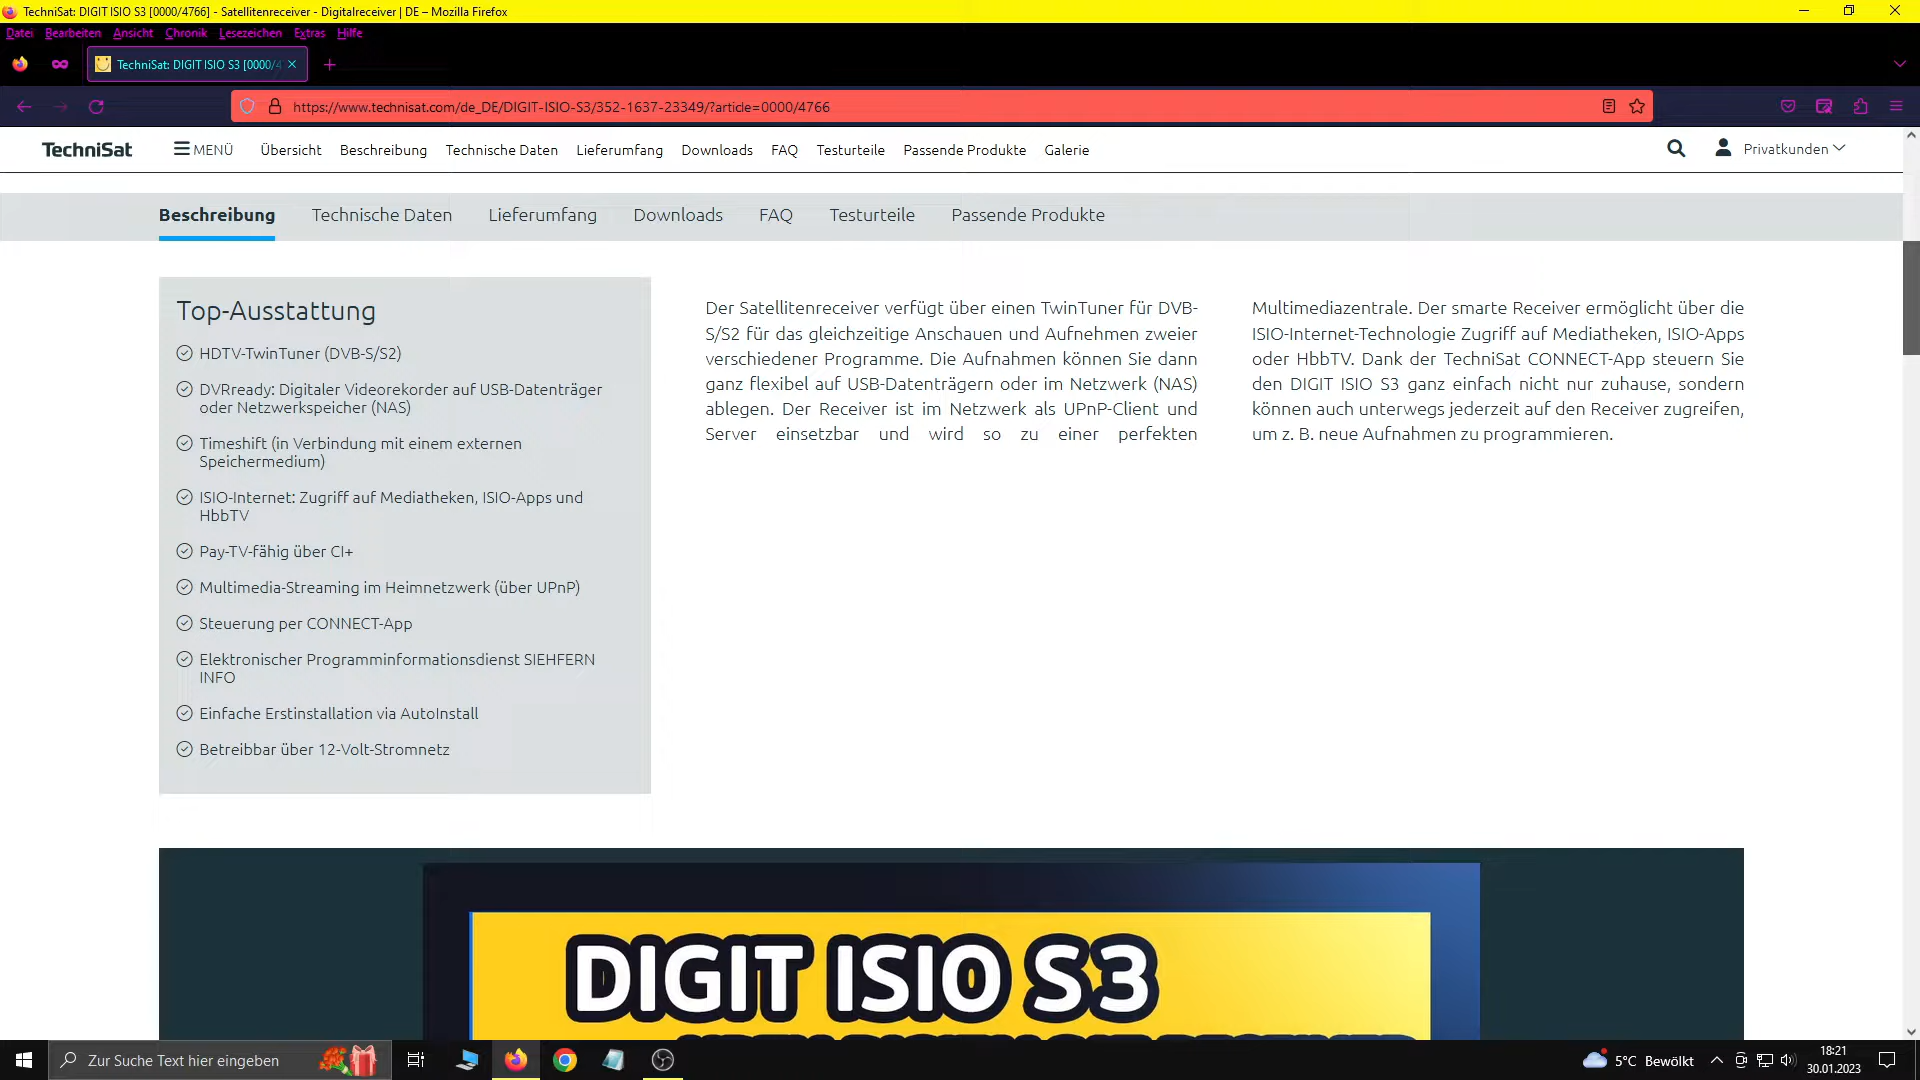 TechniSat: DIGIT ISIO S3 [0000/4766] - Satellitenreceiver - Digitalreceiver | DE – Mozilla Firefox
Datei Bearbeiten Ansicht Chronik Lesezeichen Extras Hilfe
TechniSat: DIGIT ISIO S3 [0000/4
https://www.technisat.com/de_DE/DIGIT-ISIO-S3/352-1637-23349/?article=0000/4766
TechniSat MENÜ Übersicht Beschreibung Technische Daten Lieferumfang Downloads FAQ Testurteile Passende Produkte Galerie Privatkunden
Beschreibung Technische Daten Lieferumfang Downloads FAQ Testurteile Passende Produkte
Top-Ausstattung
HDTV-TwinTuner (DVB-S/S2)
DVRready: Digitaler Videorekorder auf USB-Datenträger
oder Netzwerkspeicher (NAS)
Timeshift (in Verbindung mit einem externen
Speichermedium)
ISIO-Internet: Zugriff auf Mediatheken, ISIO-Apps und
HbbTV
Pay-TV-fähig über CI+
Multimedia-Streaming im Heimnetzwerk (über UPnP)
Steuerung per CONNECT-App
Elektronischer Programminformationsdienst SIEHFERN
INFO
Einfache Erstinstallation via AutoInstall
Betreibbar über 12-Volt-Stromnetz
Der Satellitenreceiver verfügt über einen TwinTuner für DVB-
S/S2 für das gleichzeitige Anschauen und Aufnehmen zweier
verschiedener Programme. Die Aufnahmen können Sie dann
ganz flexibel auf USB-Datenträgern oder im Netzwerk (NAS)
ablegen. Der Receiver ist im Netzwerk als UPnP-Client und
Server einsetzbar und wird so zu einer perfekten
Multimediazentrale. Der smarte Receiver ermöglicht über die
ISIO-Internet-Technologie Zugriff auf Mediatheken, ISIO-Apps
oder HbbTV. Dank der TechniSat CONNECT-App steuern Sie
den DIGIT ISIO S3 ganz einfach nicht nur zuhause, sondern
können auch unterwegs jederzeit auf den Receiver zugreifen,
um z. B. neue Aufnahmen zu programmieren.
DIGIT ISIO S3
Zur Suche Text hier eingeben
5°C Bewölkt
18:21
30.01.2023